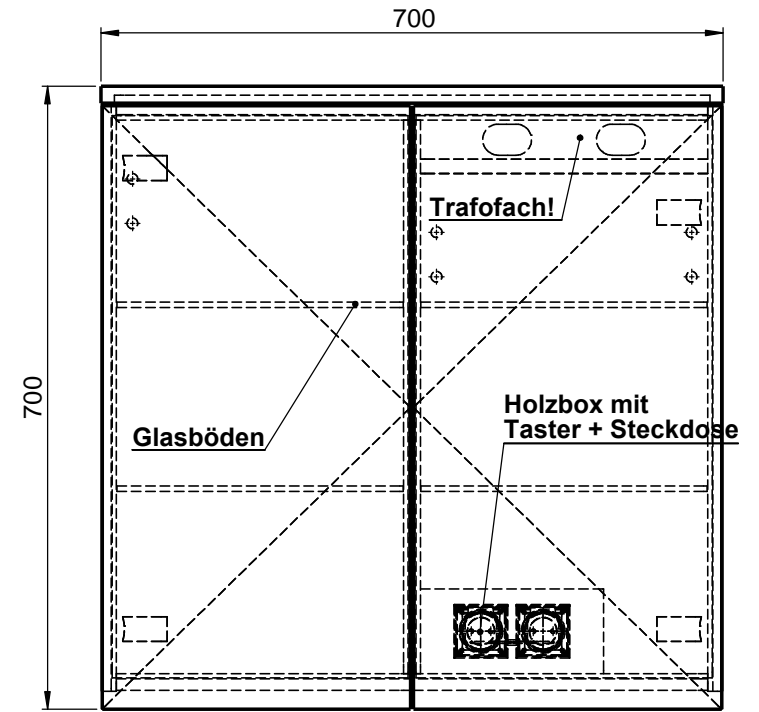 700
Trafofach!
700
Holzbox mit
Taster + Steckdose
Glasböden